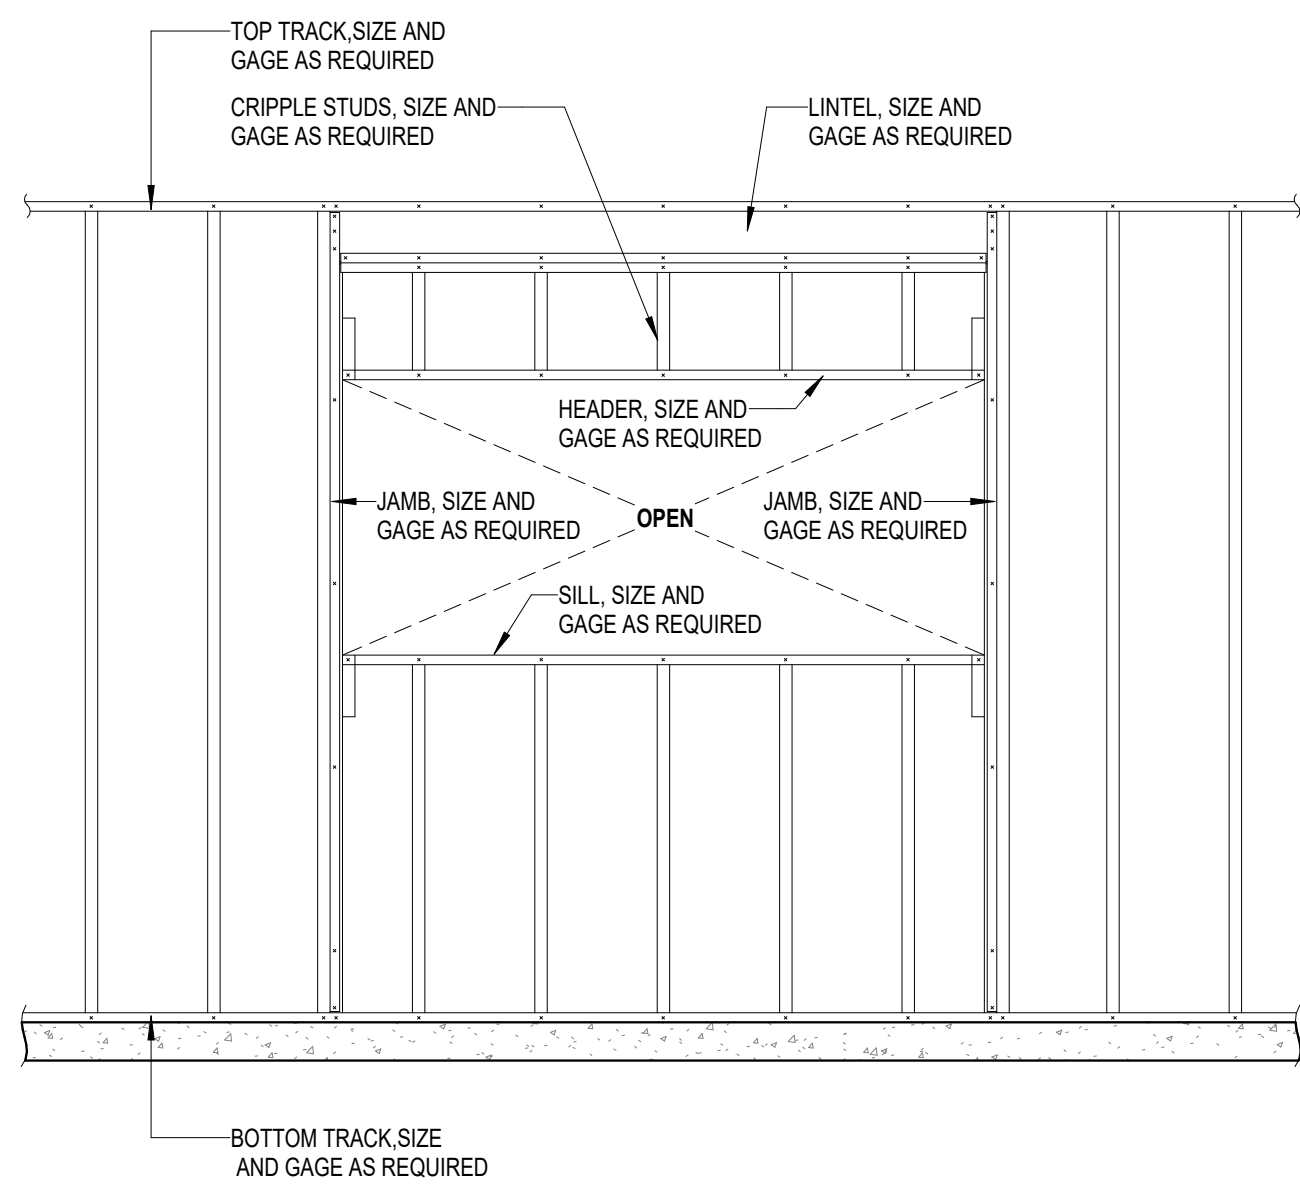 TOP TRACK,SIZE AND
GAGE AS REQUIRED
CRIPPLE STUDS, SIZE AND
GAGE AS REQUIRED
LINTEL, SIZE AND
GAGE AS REQUIRED
HEADER, SIZE AND
GAGE AS REQUIRED
JAMB, SIZE AND
GAGE AS REQUIRED
OPEN
JAMB, SIZE AND
GAGE AS REQUIRED
SILL, SIZE AND
GAGE AS REQUIRED
BOTTOM TRACK,SIZE
AND GAGE AS REQUIRED